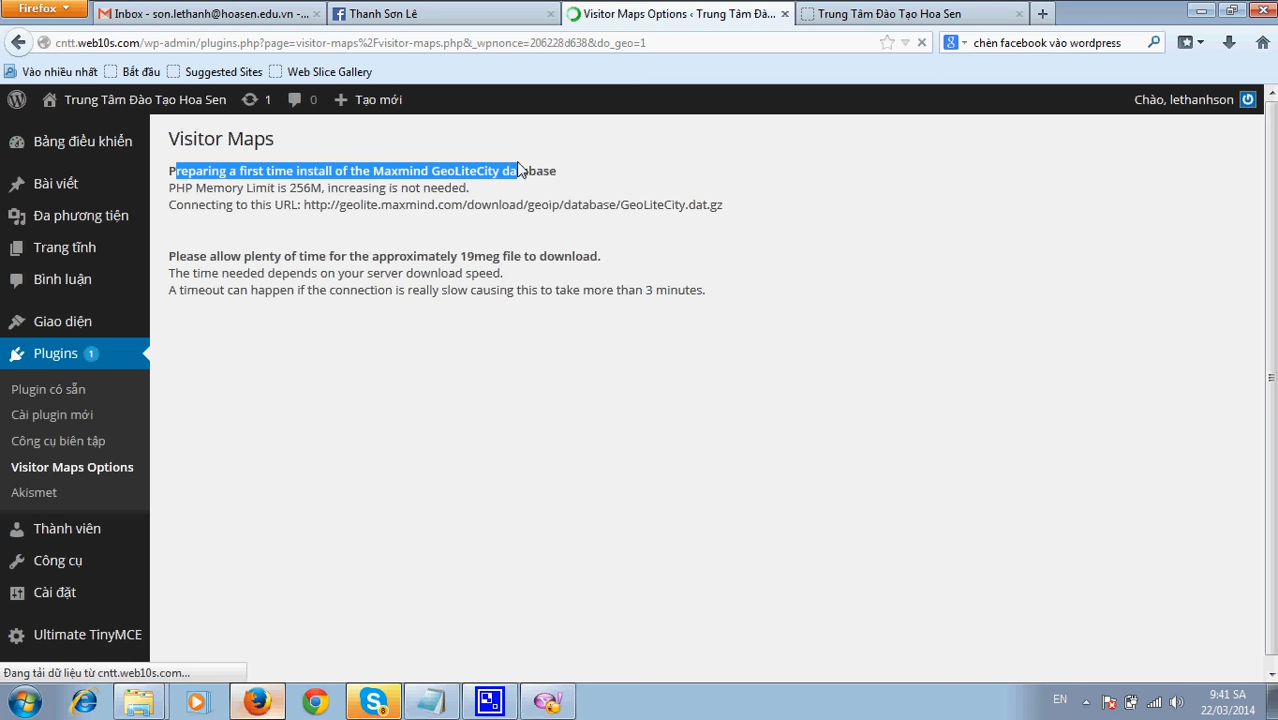 Firefox
Inbox - son.lethanh@hoasen.edu.vn -...
Thanh Sơn Lê
Visitor Maps Options ‹ Trung Tâm Đà...
Trung Tâm Đào Tạo Hoa Sen
cntt.web10s.com/wp-admin/plugins.php?page=visitor-maps%2Fvisitor-maps.php&_wpnonce=206228d638&do_geo=1
chèn facebook vào wordpress
Vào nhiều nhất
Bắt đầu
Suggested Sites
Web Slice Gallery
Trung Tâm Đào Tạo Hoa Sen
1
0
Tạo mới
Chào, lethanhson
Bảng điều khiển
Bài viết
Đa phương tiện
Trang tĩnh
Bình luận
Giao diện
Plugins 1
Plugin có sẵn
Cài plugin mới
Công cụ biên tập
Visitor Maps Options
Akismet
Thành viên
Công cụ
Cài đặt
Ultimate TinyMCE
Visitor Maps
Preparing a first time install of the Maxmind GeoLiteCity database
PHP Memory Limit is 256M, increasing is not needed.
Connecting to this URL: http://geolite.maxmind.com/download/geoip/database/GeoLiteCity.dat.gz
Please allow plenty of time for the approximately 19meg file to download.
The time needed depends on your server download speed.
A timeout can happen if the connection is really slow causing this to take more than 3 minutes.
Đang tải dữ liệu từ cntt.web10s.com...
EN
9:41 SA
22/03/2014